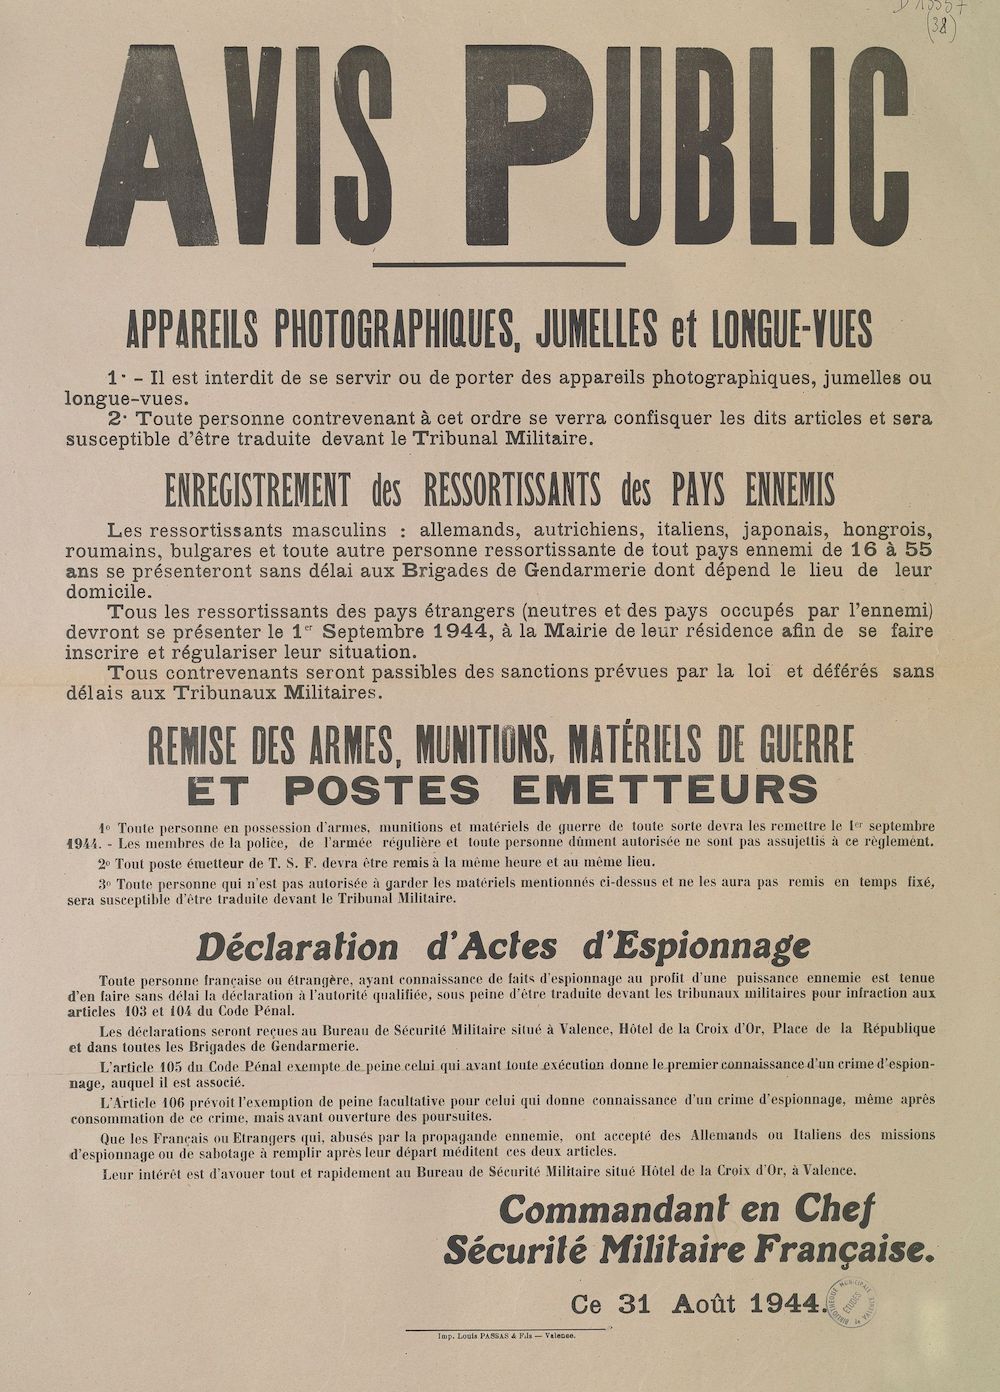 D 13557
(38)
AVIS PUBLIC
APPAREILS PHOTOGRAPHIQUES, JUMELLES et LONGUE-VUES
1· - Il est interdit de se servir ou de porter des appareils photographiques, jumelles ou
longue-vues.
2· Toute personne contrevenant à cet ordre se verra confisquer les dits articles et sera
susceptible d'être traduite devant le Tribunal Militaire.
ENREGISTREMENT des RESSORTISSANTS des PAYS ENNEMIS
Les ressortissants masculins : allemands, autrichiens, italiens, japonais, hongrois,
roumains, bulgares et toute autre personne ressortissante de tout pays ennemi de 16 à 55
ans se présenteront sans délai aux Brigades de Gendarmerie dont dépend le lieu de leur
domicile.
Tous les ressortissants des pays étrangers (neutres et des pays occupés par l'ennemi)
devront se présenter le 1er Septembre 1944, à la Mairie de leur résidence afin de se faire
inscrire et régulariser leur situation.
Tous contrevenants seront passibles des sanctions prévues par la loi et déférés sans
délais aux Tribunaux Militaires.
REMISE DES ARMES, MUNITIONS, MATÉRIELS DE GUERRE
ET POSTES EMETTEURS
1º Toute personne en possession d'armes, munitions et matériels de guerre de toute sorte devra les remettre le 1er septembre
1944. - Les membres de la police, de l'armée régulière et toute personne dûment autorisée ne sont pas assujettis à ce règlement.
2º Tout poste émetteur de T. S. F. devra être remis à la même heure et au même lieu.
3º Toute personne qui n'est pas autorisée à garder les matériels mentionnés ci-dessus et ne les aura pas remis en temps fixé,
sera susceptible d'être traduite devant le Tribunal Militaire.
Déclaration d'Actes d'Espionnage
Toute personne française ou étrangère, ayant connaissance de faits d'espionnage au profit d'une puissance ennemie est tenue
d'en faire sans délai la déclaration à l'autorité qualifiée, sous peine d'être traduite devant les tribunaux militaires pour infraction aux
articles 103 et 104 du Code Pénal.
Les déclarations seront reçues au Bureau de Sécurité Militaire situé à Valence, Hôtel de la Croix d'Or, Place de la République
et dans toutes les Brigades de Gendarmerie.
L'article 105 du Code Pénal exempte de peine celui qui avant toute exécution donne le premier connaissance d'un crime d'espion-
nage, auquel il est associé.
L'Article 106 prévoit l'exemption de peine facultative pour celui qui donne connaissance d'un crime d'espionnage, même après
consommation de ce crime, mais avant ouverture des poursuites.
Que les Français ou Etrangers qui, abusés par la propagande ennemie, ont accepté des Allemands ou Italiens des missions
d'espionnage ou de sabotage à remplir après leur départ méditent ces deux articles.
Leur intérêt est d'avouer tout et rapidement au Bureau de Sécurité Militaire situé Hôtel de la Croix d'Or, à Valence.
Commandant en Chef
Sécurité Militaire Française.
Ce 31 Août 1944.
BIBLIOTHEQUE MUNICIPALE de VALENCE
ETUDES
Imp. Louis PASSAS & Fils — Valence.